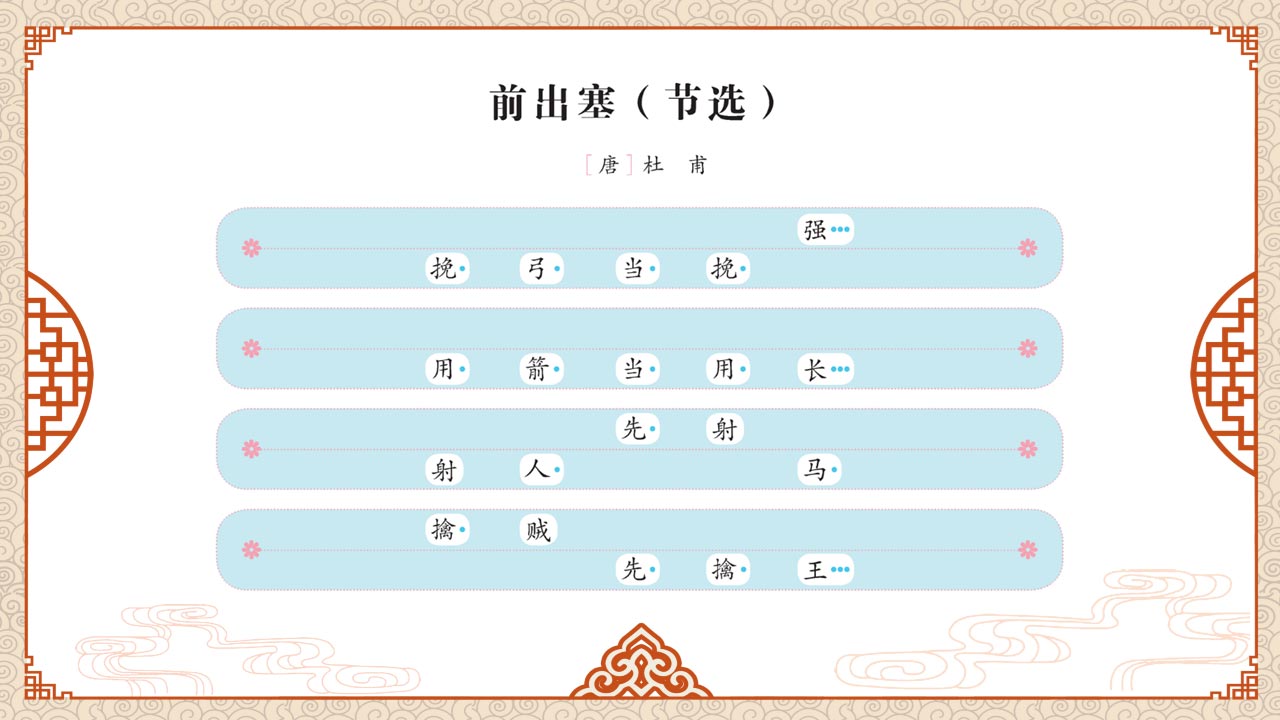 前出塞（节选）
［唐］杜 甫
挽弓当挽强
用箭当用长
射人先射马
擒贼先擒王